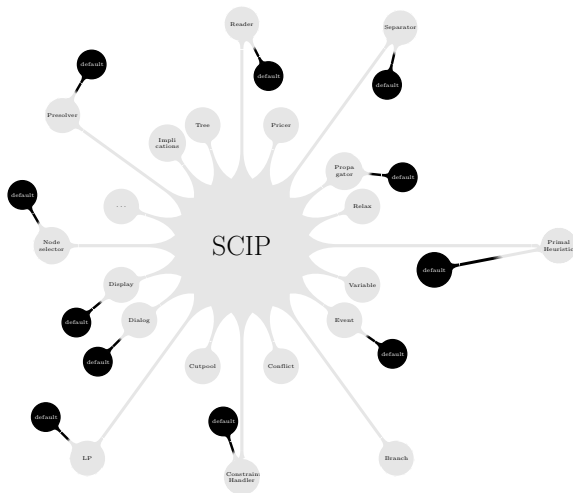 Reader
Separator
default
default
default
Presolver
Tree
Pricer
Impli
cations
Propa
gator
default
default
. . .
Relax
Node
selector
SCIP
Primal
Heuristic
default
Display
Variable
default
Dialog
Event
default
default
Cutpool
Conflict
default
default
LP
Branch
Constraint
Handler